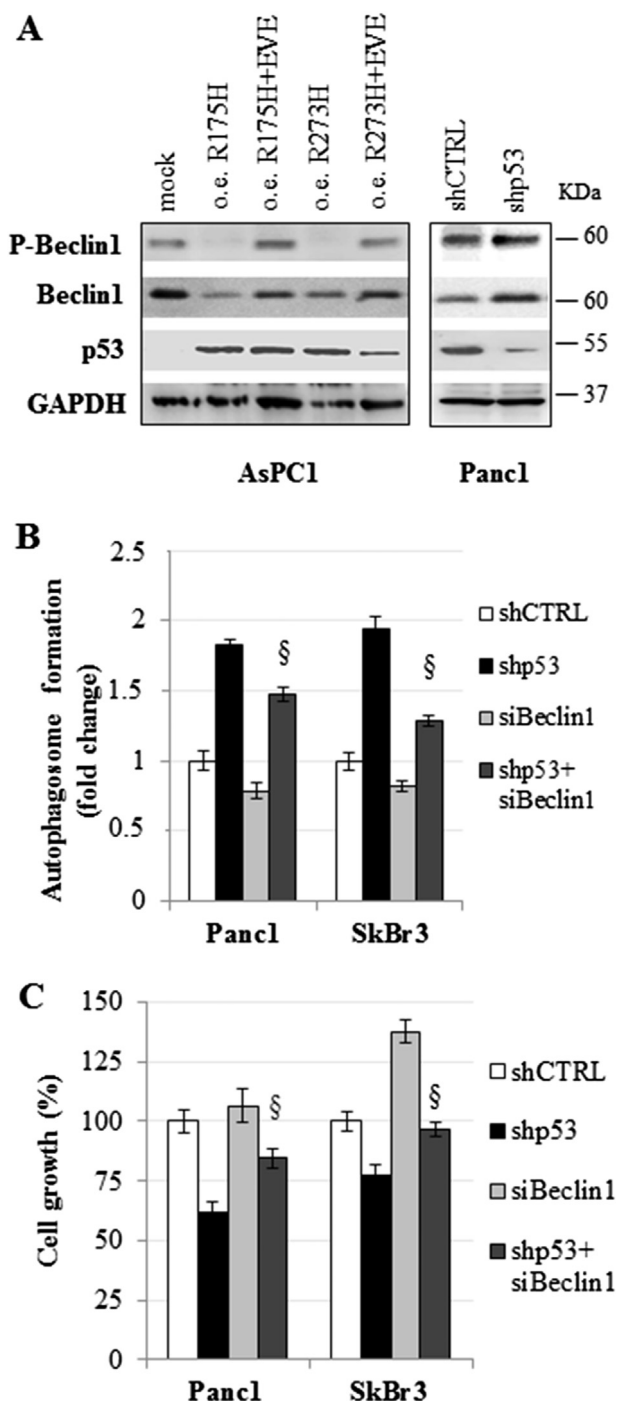 A
mock
o.e. R175H
o.e. R175H+EVE
o.e. R273H
o.e. R273H+EVE
shCTRL
shp53
KDa
P-Beclin1
60
Beclin1
60
p53
55
GAPDH
37
AsPC1
Panc1
B
Autophagosome formation
(fold change)
2.5
2
1.5
1
0.5
0
§
§
Panc1
SkBr3
shCTRL
shp53
siBeclin1
shp53+
siBeclin1
C
Cell growth (%)
150
125
100
75
50
25
0
§
§
Panc1
SkBr3
shCTRL
shp53
siBeclin1
shp53+
siBeclin1